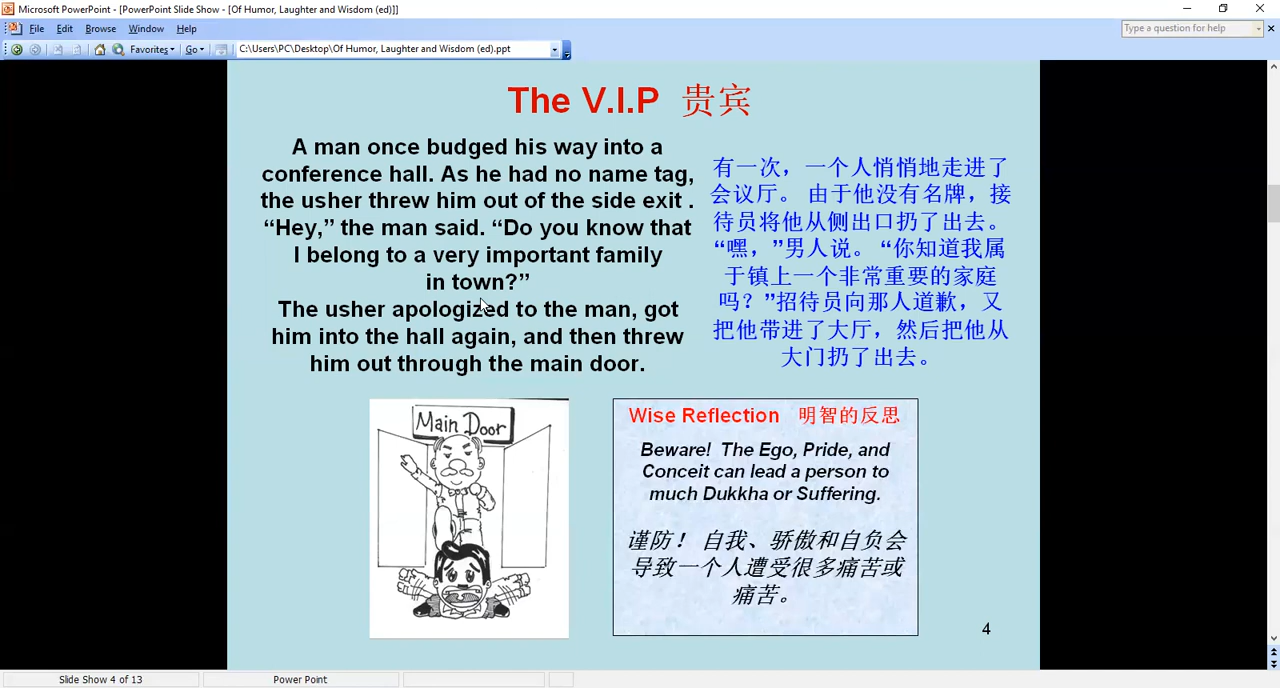 Microsoft PowerPoint - [PowerPoint Slide Show - [Of Humor, Laughter and Wisdom (ed)]]
File Edit Browse Window Help
Type a question for help
Favorites Go C:\Users\PC\Desktop\Of Humor, Laughter and Wisdom (ed).ppt
The V.I.P 贵宾
A man once budged his way into a
conference hall. As he had no name tag,
the usher threw him out of the side exit .
“Hey,” the man said. “Do you know that
I belong to a very important family
in town?”
The usher apologized to the man, got
him into the hall again, and then threw
him out through the main door.
有一次，一个人悄悄地走进了
会议厅。 由于他没有名牌，接
待员将他从侧出口扔了出去。
“嘿，”男人说。 “你知道我属
于镇上一个非常重要的家庭
吗？”招待员向那人道歉，又
把他带进了大厅，然后把他从
大门扔了出去。
Main Door
Wise Reflection 明智的反思
Beware! The Ego, Pride, and
Conceit can lead a person to
much Dukkha or Suffering.
谨防！ 自我、骄傲和自负会
导致一个人遭受很多痛苦或
痛苦。
4
Slide Show 4 of 13 Power Point